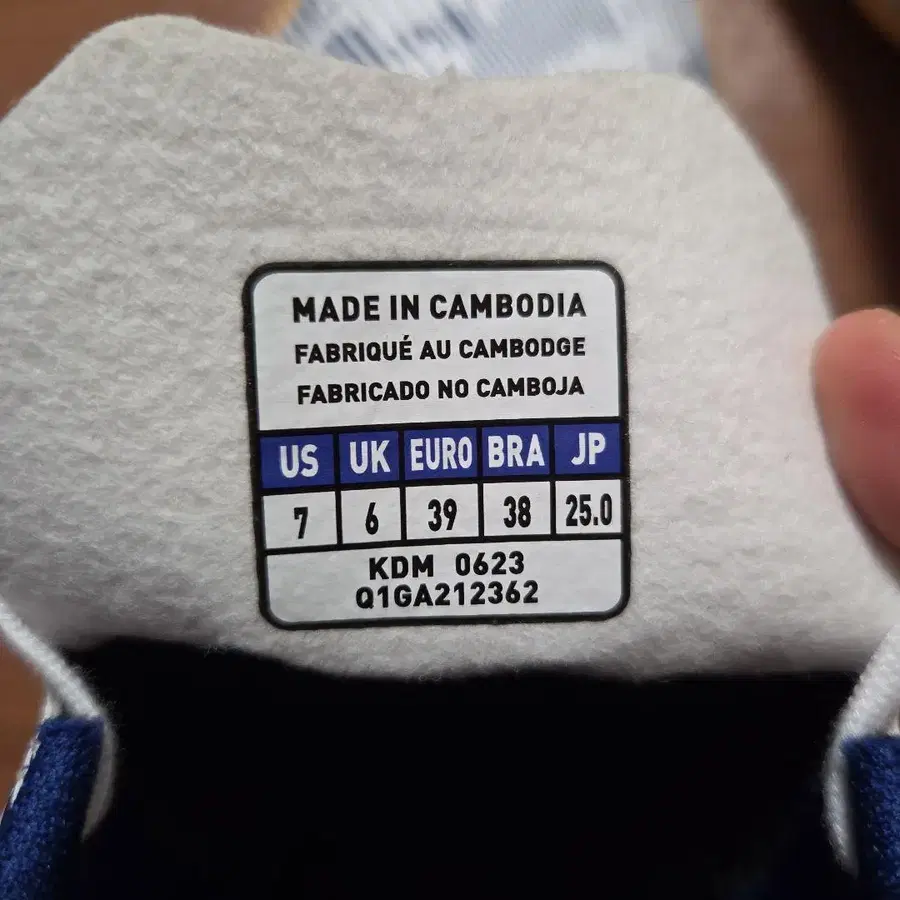 MADE IN CAMBODIA
FABRIQUÉ AU CAMBODGE
FABRICADO NO CAMBOJA
US UK EURO BRA JP
7 6 39 38 25.0
KDM 0623
Q1GA212362